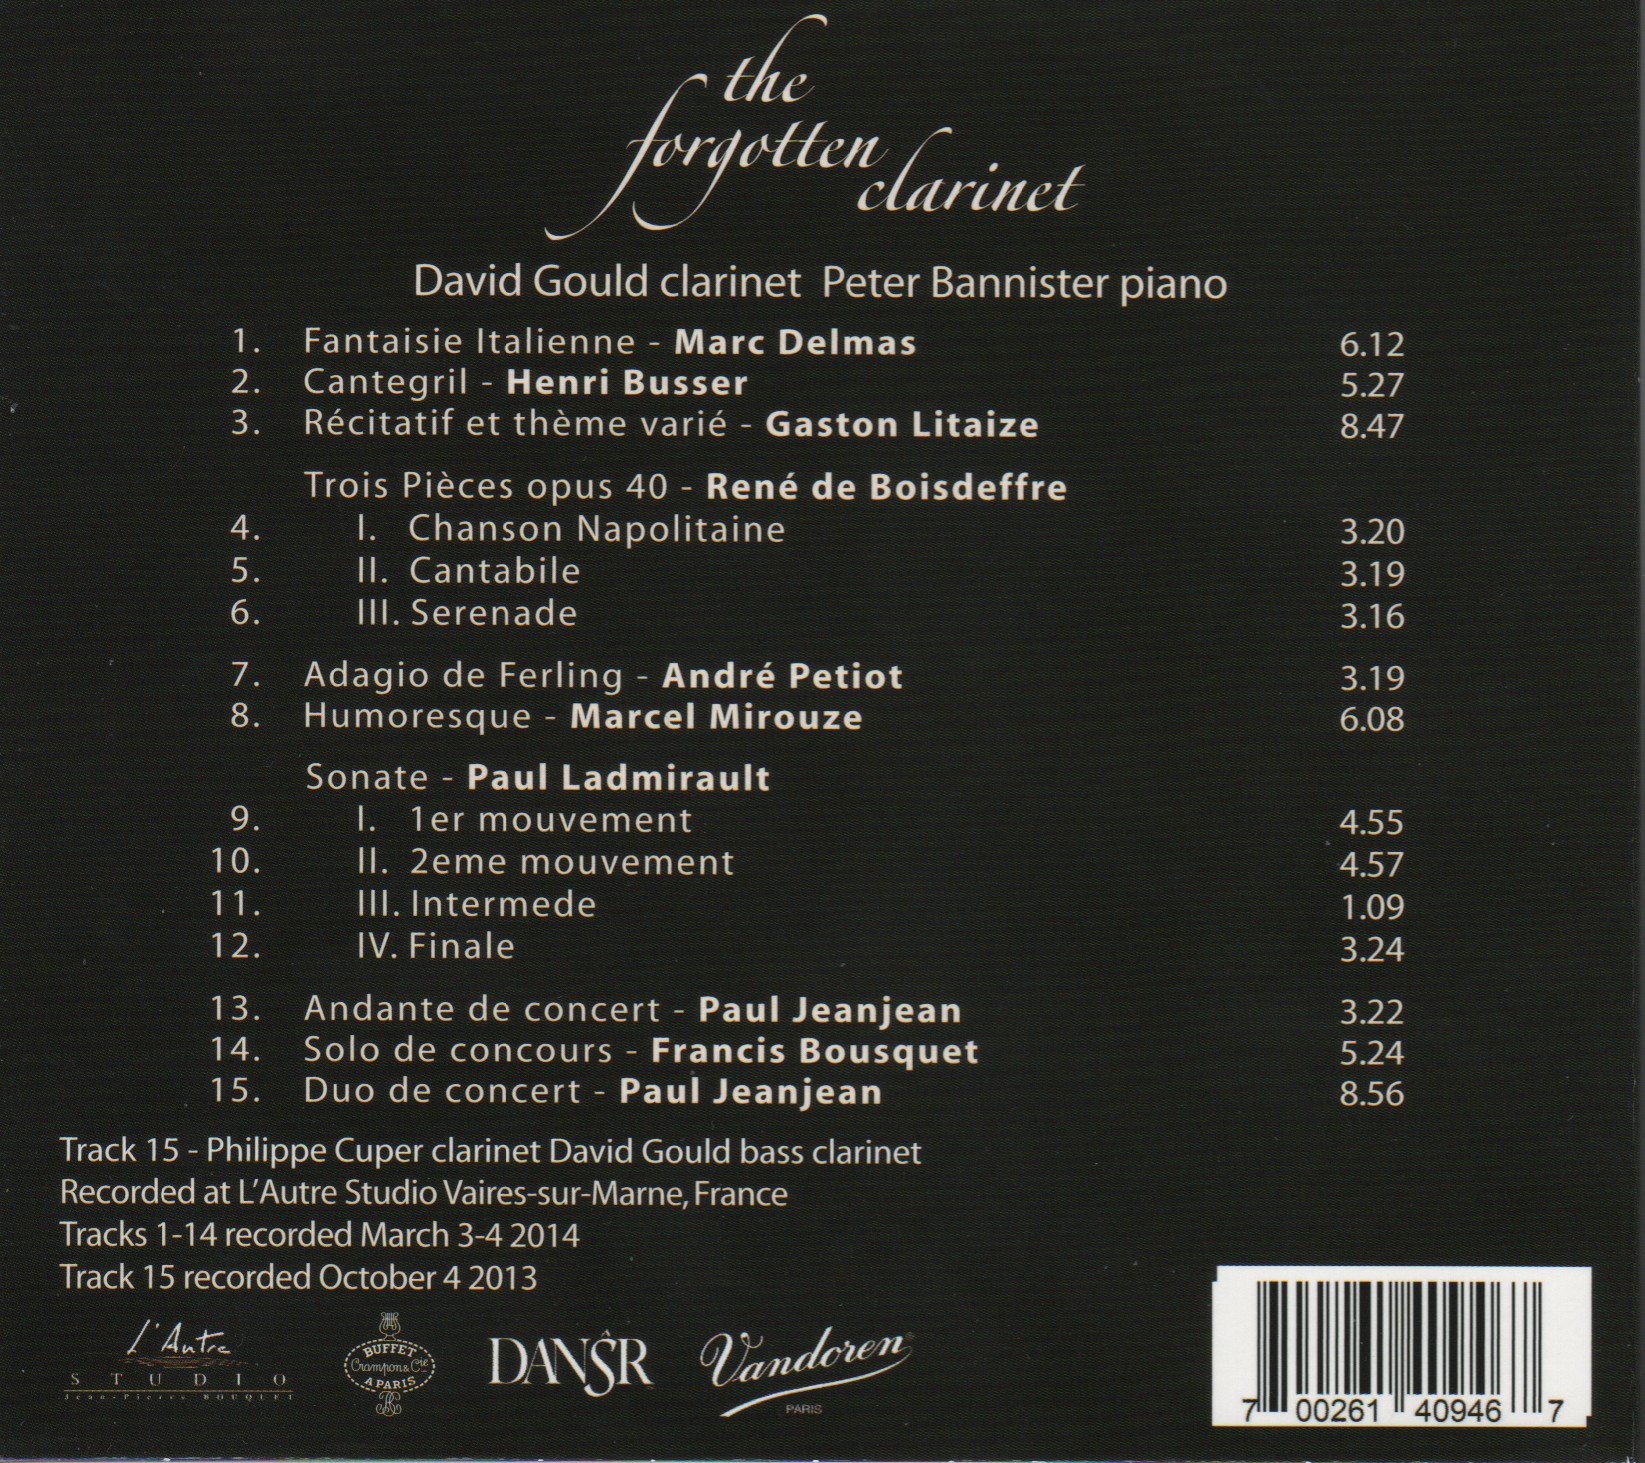 the
forgotten
clarinet
David Gould clarinet Peter Bannister piano
1. Fantaisie Italienne - Marc Delmas 6.12
2. Cantegril - Henri Busser 5.27
3. Récitatif et thème varié - Gaston Litaize 8.47
Trois Pièces opus 40 - René de Boisdeffre
4. I. Chanson Napolitaine 3.20
5. II. Cantabile 3.19
6. III. Serenade 3.16
7. Adagio de Ferling - André Petiot 3.19
8. Humoresque - Marcel Mirouze 6.08
Sonate - Paul Ladmirault
9. I. 1er mouvement 4.55
10. II. 2eme mouvement 4.57
11. III. Intermede 1.09
12. IV. Finale 3.24
13. Andante de concert - Paul Jeanjean 3.22
14. Solo de concours - Francis Bousquet 5.24
15. Duo de concert - Paul Jeanjean 8.56
Track 15 - Philippe Cuper clarinet David Gould bass clarinet
Recorded at L'Autre Studio Vaires-sur-Marne, France
Tracks 1-14 recorded March 3-4 2014
Track 15 recorded October 4 2013
L'Autre
STUDIO
Jean-Pierre BOUQUET
BUFFET
Crampon & Cie
A PARIS
DANSR
Vandoren®
PARIS
7 00261 40946 7